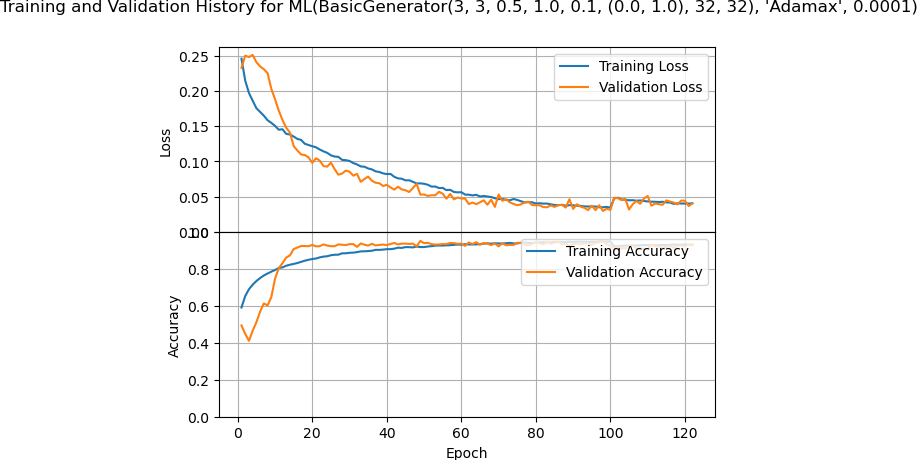 Training and Validation History for ML(BasicGenerator(3, 3, 0.5, 1.0, 0.1, (0.0, 1.0), 32, 32), 'Adamax', 0.0001)
0.25
0.20
0.15
0.10
0.05
Loss
Training Loss
Validation Loss
1.0
0.8
0.6
0.4
0.2
0.0
Accuracy
Training Accuracy
Validation Accuracy
0 20 40 60 80 100 120
Epoch